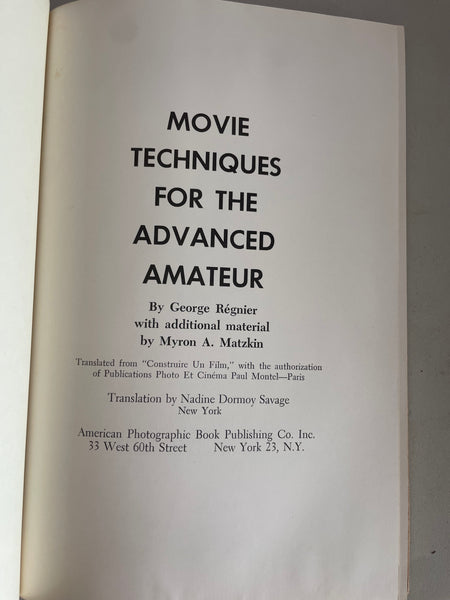 MOVIE
TECHNIQUES
FOR THE
ADVANCED
AMATEUR
By George Régnier
with additional material
by Myron A. Matzkin
Translated from "Construire Un Film," with the authorization
of Publications Photo Et Cinéma Paul Montel—Paris
Translation by Nadine Dormoy Savage
New York
American Photographic Book Publishing Co. Inc.
33 West 60th Street New York 23, N.Y.